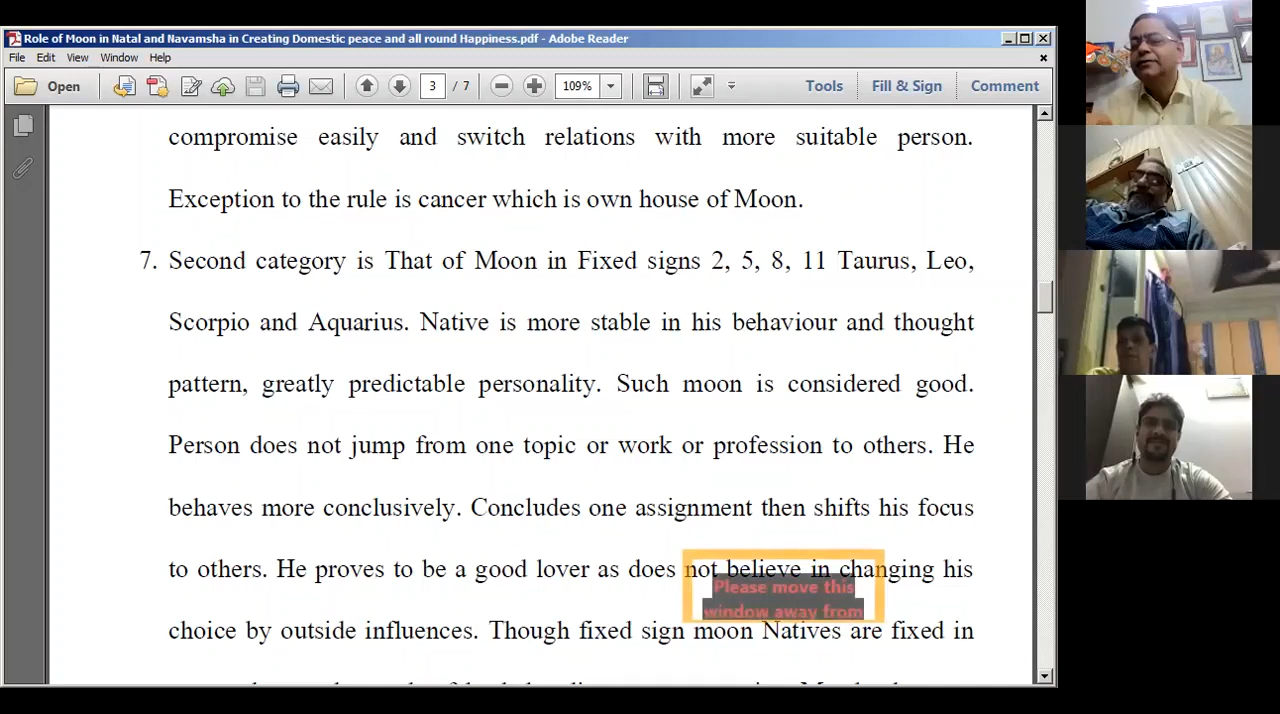 Role of Moon in Natal and Navamsha in Creating Domestic peace and all round Happiness.pdf - Adobe Reader
File Edit View Window Help
Open 3 / 7 109% Tools Fill & Sign Comment
compromise easily and switch relations with more suitable person.
Exception to the rule is cancer which is own house of Moon.
7. Second category is That of Moon in Fixed signs 2, 5, 8, 11 Taurus, Leo,
Scorpio and Aquarius. Native is more stable in his behaviour and thought
pattern, greatly predictable personality. Such moon is considered good.
Person does not jump from one topic or work or profession to others. He
behaves more conclusively. Concludes one assignment then shifts his focus
to others. He proves to be a good lover as does not believe in changing his
Please move this
window away from
choice by outside influences. Though fixed sign moon Natives are fixed in